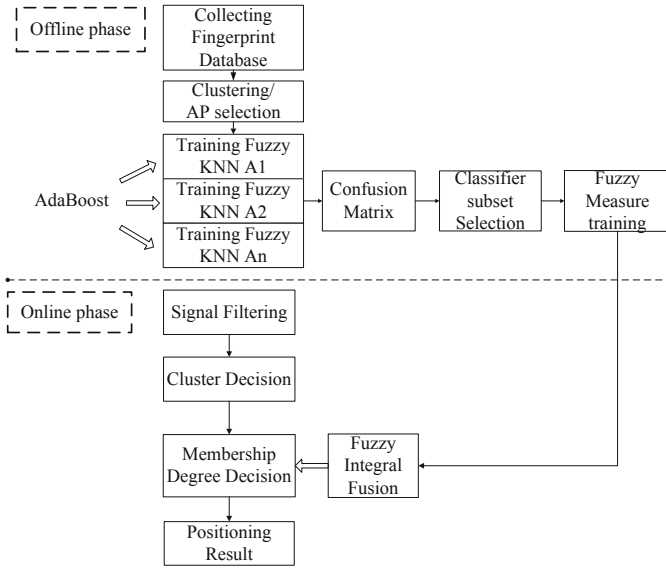 Offline phase
Collecting
Fingerprint
Database
Clustering/
AP selection
AdaBoost
Training Fuzzy
KNN A1
Training Fuzzy
KNN A2
Training Fuzzy
KNN An
Confusion
Matrix
Classifier
subset
Selection
Fuzzy
Measure
training
Online phase
Signal Filtering
Cluster Decision
Membership
Degree Decision
Fuzzy
Integral
Fusion
Positioning
Result